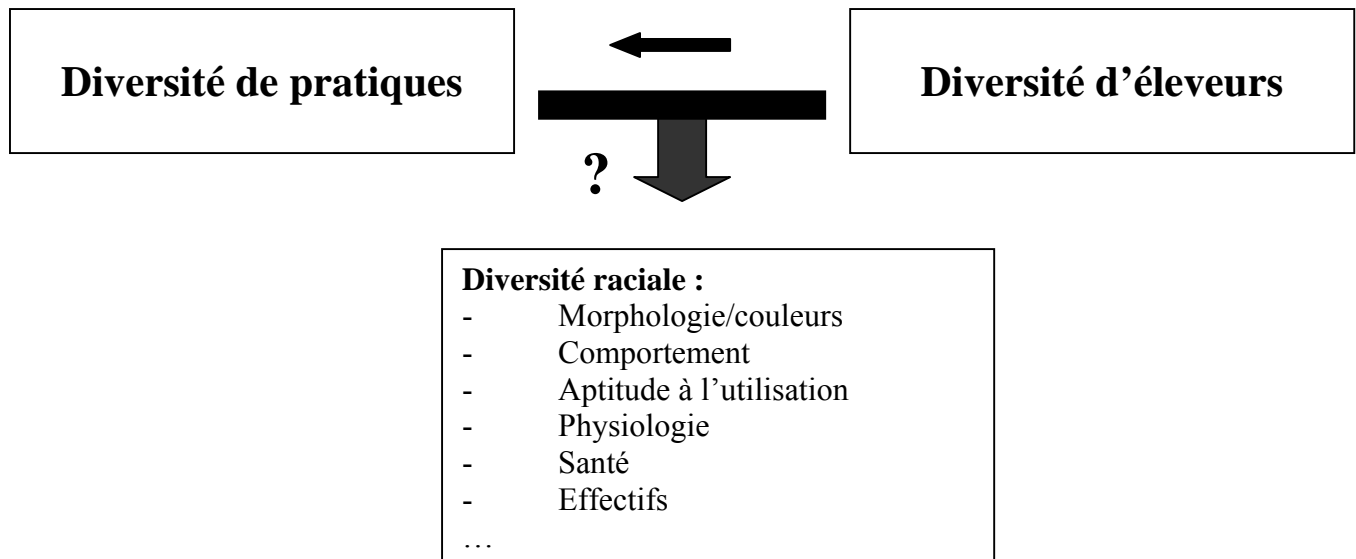 Diversité de pratiques
Diversité d’éleveurs
?
Diversité raciale :
- Morphologie/couleurs
- Comportement
- Aptitude à l’utilisation
- Physiologie
- Santé
- Effectifs
…